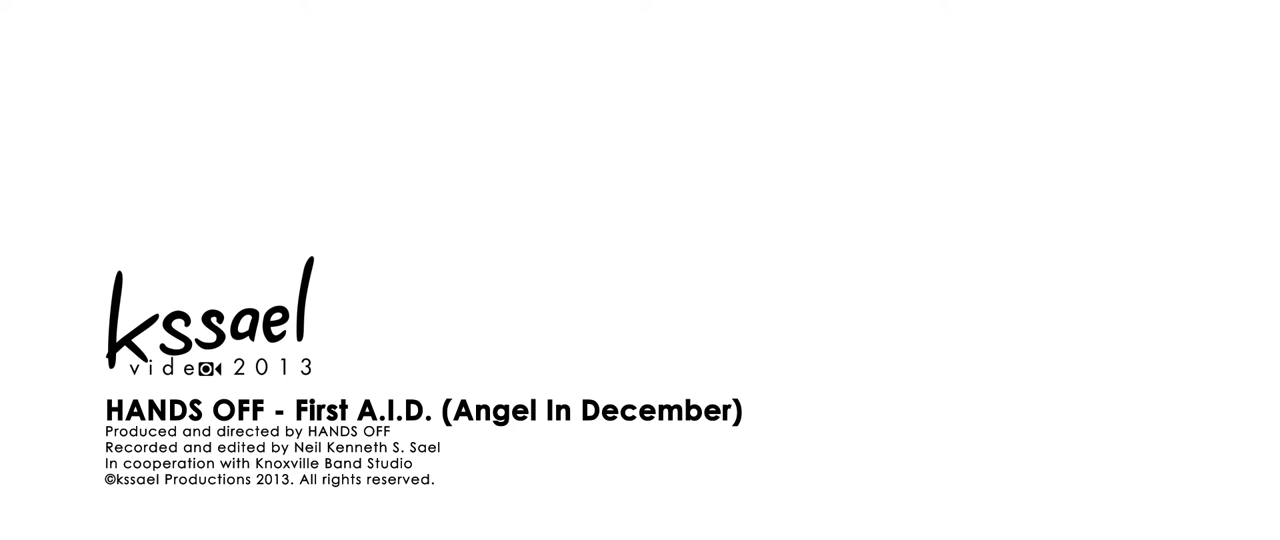 kssael
video 2013
HANDS OFF - First A.I.D. (Angel In December)
Produced and directed by HANDS OFF
Recorded and edited by Neil Kenneth S. Sael
In cooperation with Knoxville Band Studio
©kssael Productions 2013. All rights reserved.